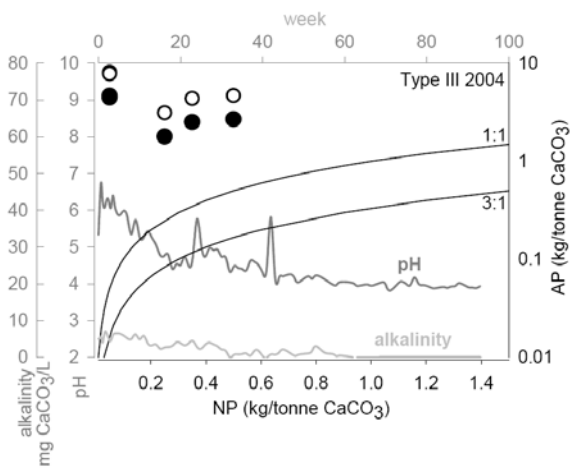 week
0 20 40 60 80 100
80 10 10
Type III 2004
70 9
1:1
60 8 1
3:1
50 7
40 6
30 5 0.1
pH
20 4
10 3
alkalinity
0 2 0.01
0.2 0.4 0.6 0.8 1.0 1.2 1.4
NP (kg/tonne CaCO3)
alkalinity
mg CaCO3/L
pH
AP (kg/tonne CaCO3)